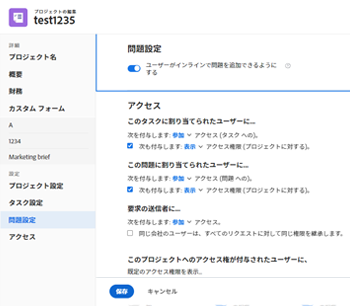 プロジェクトの編集
test1235
詳細
プロジェクト名
概要
財務
カスタム フォーム
A
1234
Marketing brief
設定
プロジェクト設定
タスク設定
問題設定
アクセス
問題設定
ユーザーがインラインで問題を追加できるように
する
アクセス
このタスクに割り当てられたユーザーに...
次を付与します: 参加 アクセス (タスク への)。
次も付与します: 表示 アクセス権限 (プロジェクトに対する)。
この問題に割り当てられたユーザーに...
次を付与します: 参加 アクセス (問題 への)。
次も付与します: 表示 アクセス権限 (プロジェクトに対する)。
要求の送信者に...
次を付与します: 表示 アクセス。
同じ会社のユーザーは、すべてのリクエストに対して同じ権限を継承します。
このプロジェクトへのアクセス権が付与されたユーザーに、
既定のアクセス権限を表示。
保存
キャンセル